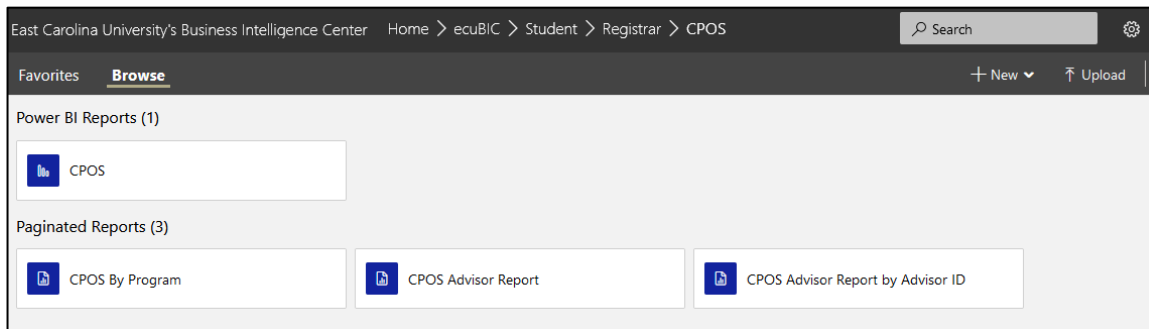 East Carolina University's Business Intelligence Center Home > ecuBIC > Student > Registrar > CPOS Search
Favorites Browse + New Upload
Power BI Reports (1)
CPOS
Paginated Reports (3)
CPOS By Program CPOS Advisor Report CPOS Advisor Report by Advisor ID